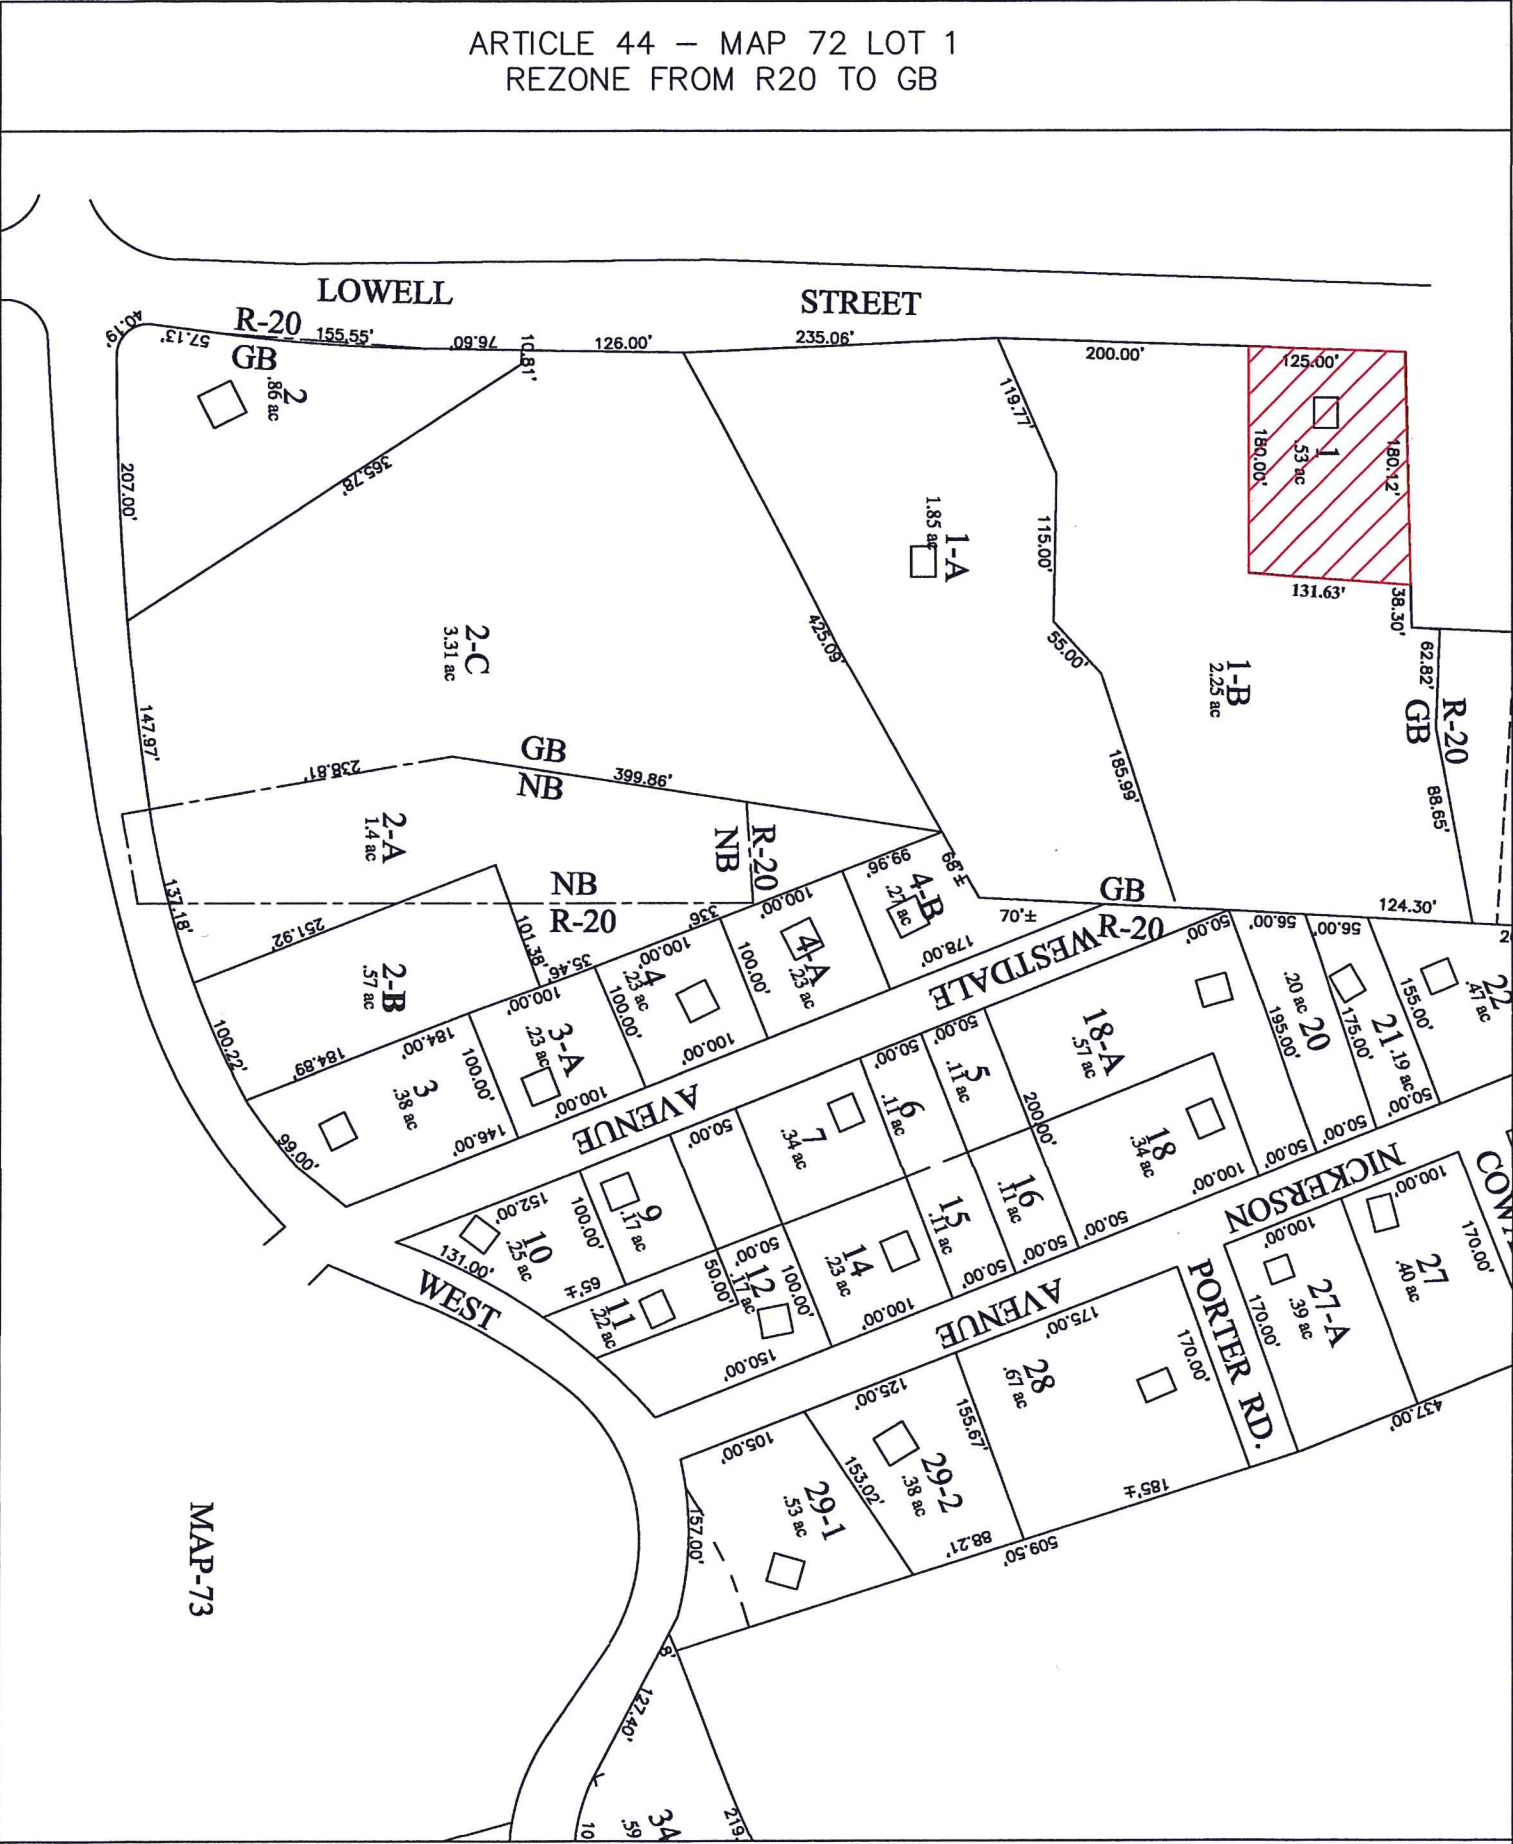 ARTICLE 44 – MAP 72 LOT 1
REZONE FROM R20 TO GB
LOWELL
STREET
40.19'
57.13'
R-20
GB
155.55'
76.60'
10.81'
126.00'
235.06'
200.00'
125.00'
2
.86 ac
207.00'
365.78'
119.77'
1-A
1.85 ac
115.00'
55.00'
1
.53 ac
180.00'
180.12'
131.63'
38.30'
62.82'
R-20
GB
88.65'
1-B
2.25 ac
185.99'
425.09'
2-C
3.31 ac
147.97'
238.81'
GB
NB
399.86'
2-A
1.4 ac
R-20
NB
NB
R-20
137.18'
251.92'
101.38'
35.46'
336'
99.96'
68'±
70'±
GB
R-20
124.30'
4-B
.27 ac
178.00'
100.00'
4-A
.23 ac
100.00'
100.00'
4
.23 ac
100.00'
100.00'
WESTDALE
AVENUE
2-B
.57 ac
100.22'
184.89'
184.00'
100.00'
3-A
.23 ac
100.00'
100.00'
3
.38 ac
146.00'
66.00'
50.00'
56.00'
56.00'
22
.47 ac
155.00'
21
.19 ac
175.00'
50.00'
20
.20 ac
195.00'
50.00'
50.00'
18-A
.57 ac
200.00'
18
.34 ac
100.00'
50.00'
50.00'
5
.11 ac
6
.11 ac
7
.34 ac
50.00'
16
.11 ac
50.00'
50.00'
15
.11 ac
50.00'
14
.23 ac
100.00'
100.00'
9
.17 ac
100.00'
152.00'
10
.25 ac
131.00'
65'±
11
.22 ac
50.00'
50.00'
12
.17 ac
150.00'
WEST
NICKERSON
AVENUE
PORTER RD.
100.00'
170.00'
27
.40 ac
100.00'
27-A
.39 ac
170.00'
437.00'
175.00'
170.00'
28
.67 ac
185'±
125.00'
155.67'
29-2
.38 ac
153.02'
88.21'
509.50'
105.00'
29-1
.53 ac
157.00'
MAP-73
8'
127.40'
34
.59
219.
10